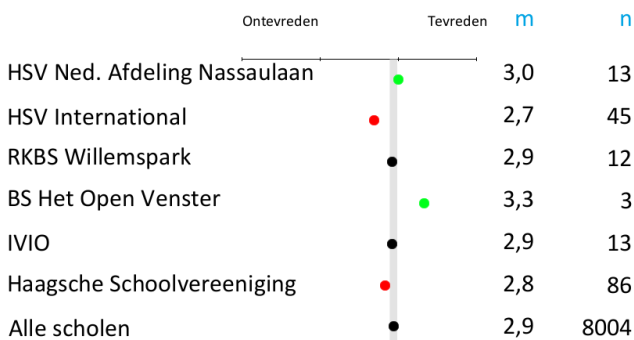 Ontevreden Tevreden m n
HSV Ned. Afdeling Nassaulaan 3,0 13
HSV International 2,7 45
RKBS Willemspark 2,9 12
BS Het Open Venster 3,3 3
IVIO 2,9 13
Haagsche Schoolvereeniging 2,8 86
Alle scholen 2,9 8004